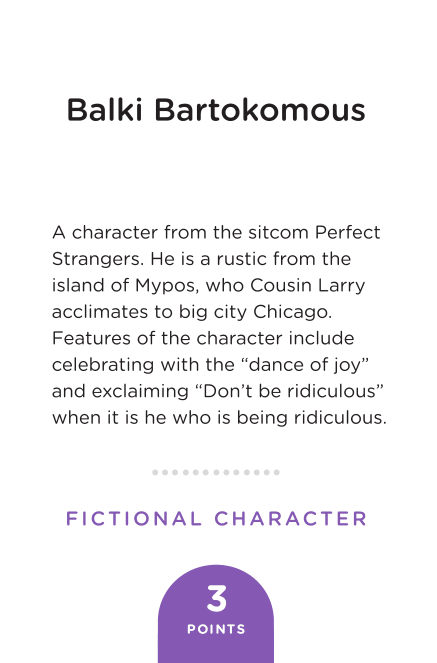 Balki Bartokomous
A character from the sitcom Perfect
Strangers. He is a rustic from the
island of Mypos, who Cousin Larry
acclimates to big city Chicago.
Features of the character include
celebrating with the “dance of joy”
and exclaiming “Don’t be ridiculous”
when it is he who is being ridiculous.
FICTIONAL CHARACTER
3
POINTS